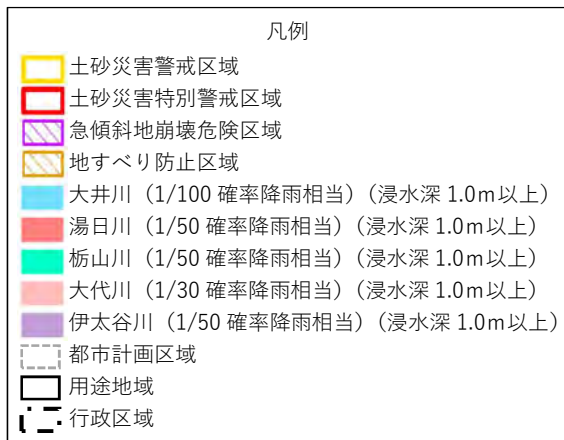 凡例
土砂災害警戒区域
土砂災害特別警戒区域
急傾斜地崩壊危険区域
地すべり防止区域
大井川（1/100 確率降雨相当）（浸水深 1.0m以上）
湯日川（1/50 確率降雨相当）（浸水深 1.0m以上）
栃山川（1/50 確率降雨相当）（浸水深 1.0m以上）
大代川（1/30 確率降雨相当）（浸水深 1.0m以上）
伊太谷川（1/50 確率降雨相当）（浸水深 1.0m以上）
都市計画区域
用途地域
行政区域